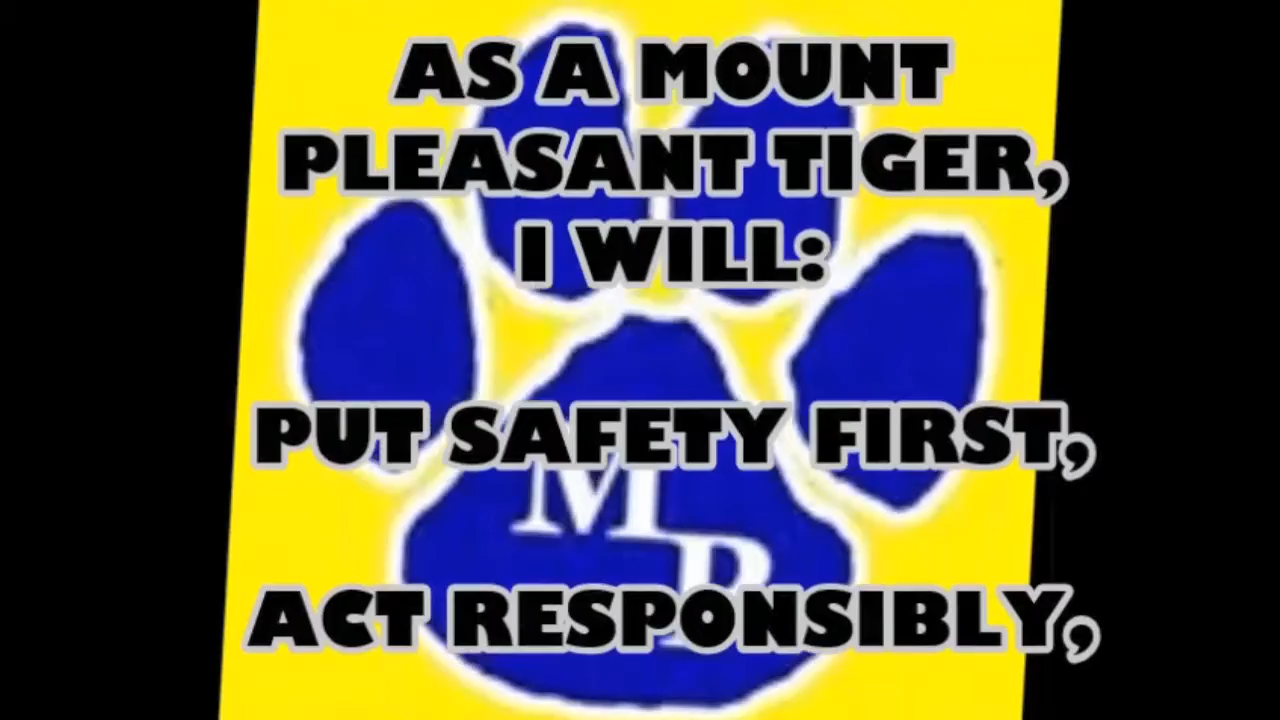 AS A MOUNT
PLEASANT TIGER,
I WILL:
PUT SAFETY FIRST,
M
P
ACT RESPONSIBLY,